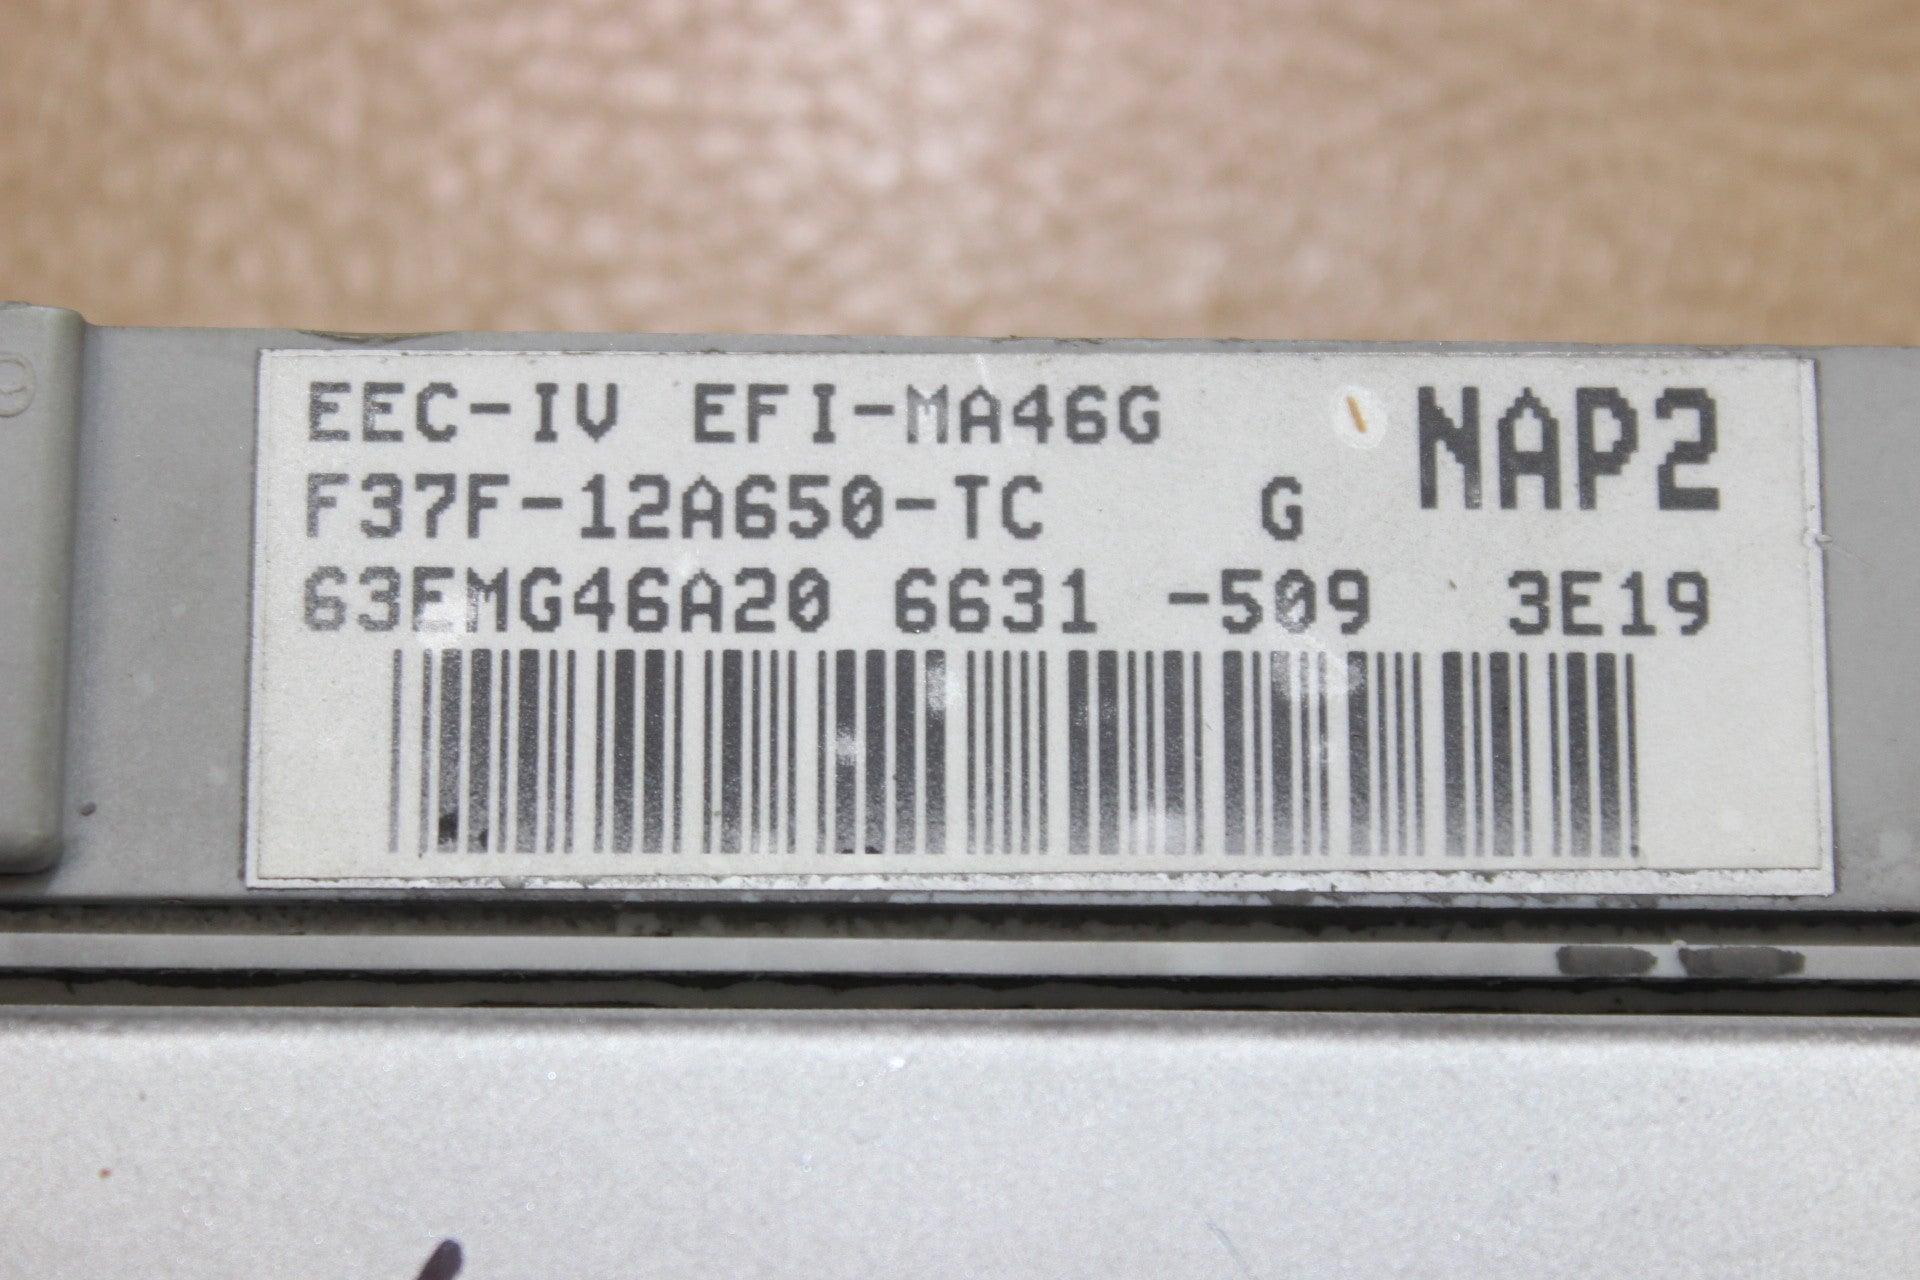 EEC-IV EFI-MA46G NAP2
F37F-12A650-TC G
63EMG46A20 6631 -509 3E19